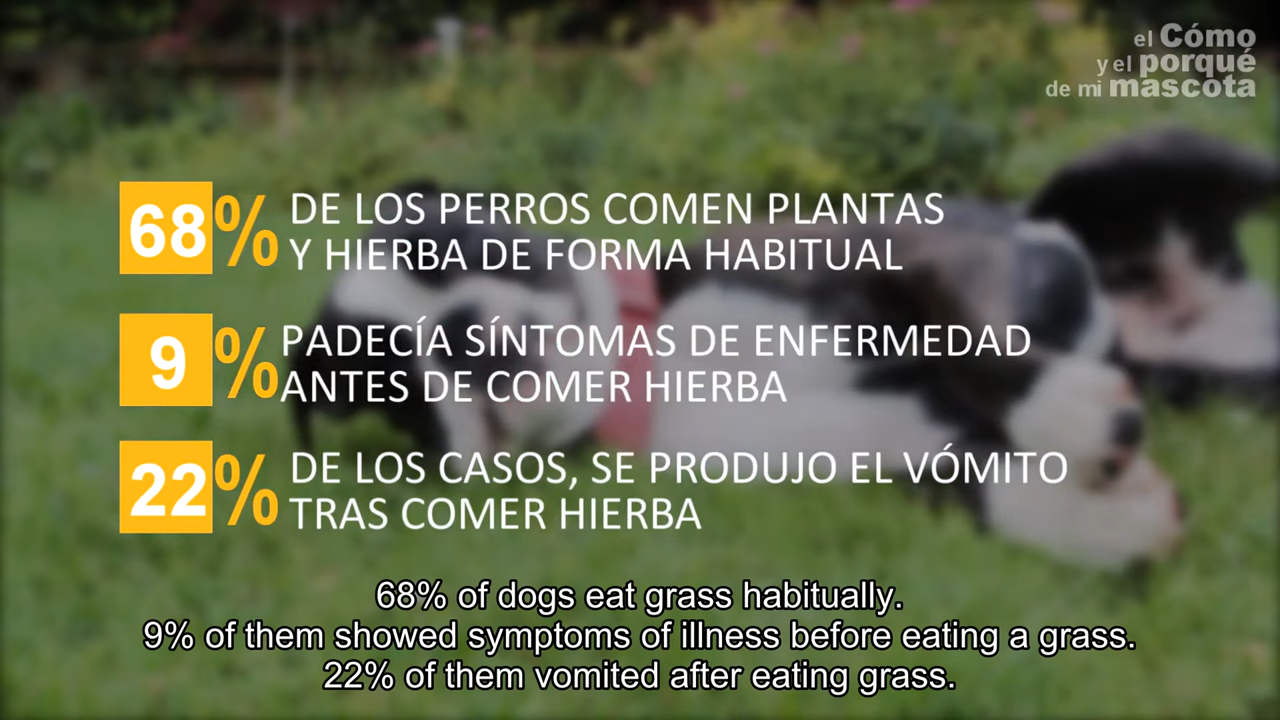 el Cómo
y el porqué
de mi mascota
68% DE LOS PERROS COMEN PLANTAS
Y HIERBA DE FORMA HABITUAL
9% PADECÍA SÍNTOMAS DE ENFERMEDAD
ANTES DE COMER HIERBA
22% DE LOS CASOS, SE PRODUJO EL VÓMITO
TRAS COMER HIERBA
68% of dogs eat grass habitually.
9% of them showed symptoms of illness before eating a grass.
22% of them vomited after eating grass.